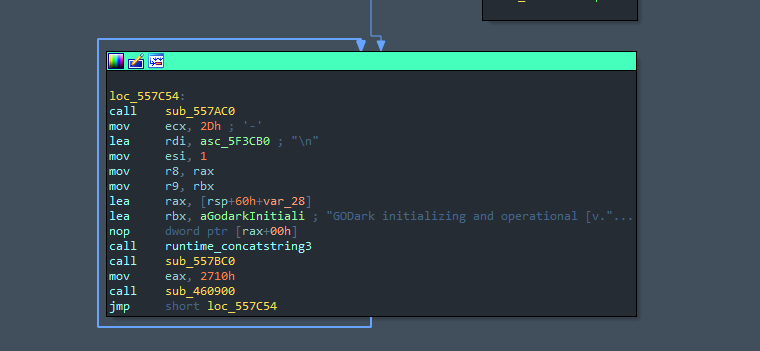 loc_557C54:
call    sub_557AC0
mov     ecx, 2Dh ; '-'
lea     rdi, asc_5F3CB0 ; "\n"
mov     esi, 1
mov     r8, rax
mov     r9, rbx
lea     rax, [rsp+60h+var_28]
lea     rbx, aGodarkInitiali ; "GODark initializing and operational [v."...
nop     dword ptr [rax+00h]
call    runtime_concatstring3
call    sub_557BC0
mov     eax, 2710h
call    sub_460900
jmp     short loc_557C54